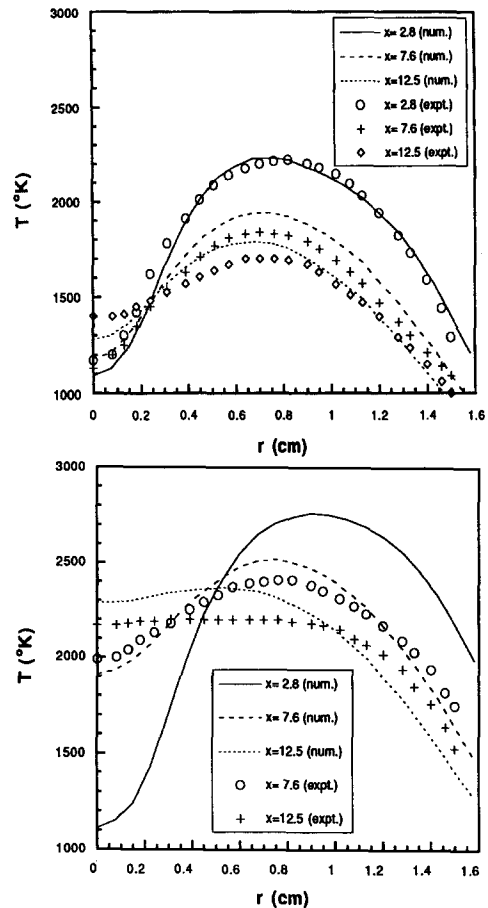 3000
x= 2.8 (num.)
x= 7.6 (num.)
x=12.5 (num.)
x= 2.8 (expt.)
x= 7.6 (expt.)
x=12.5 (expt.)
2500
T (°K)
2000
1500
1000
0 0.2 0.4 0.6 0.8 1 1.2 1.4 1.6
r (cm)
3000
2500
T (°K)
2000
x= 2.8 (num.)
x= 7.6 (num.)
x=12.5 (num.)
x= 7.6 (expt.)
x=12.5 (expt.)
1500
1000
0 0.2 0.4 0.6 0.8 1 1.2 1.4 1.6
r (cm)